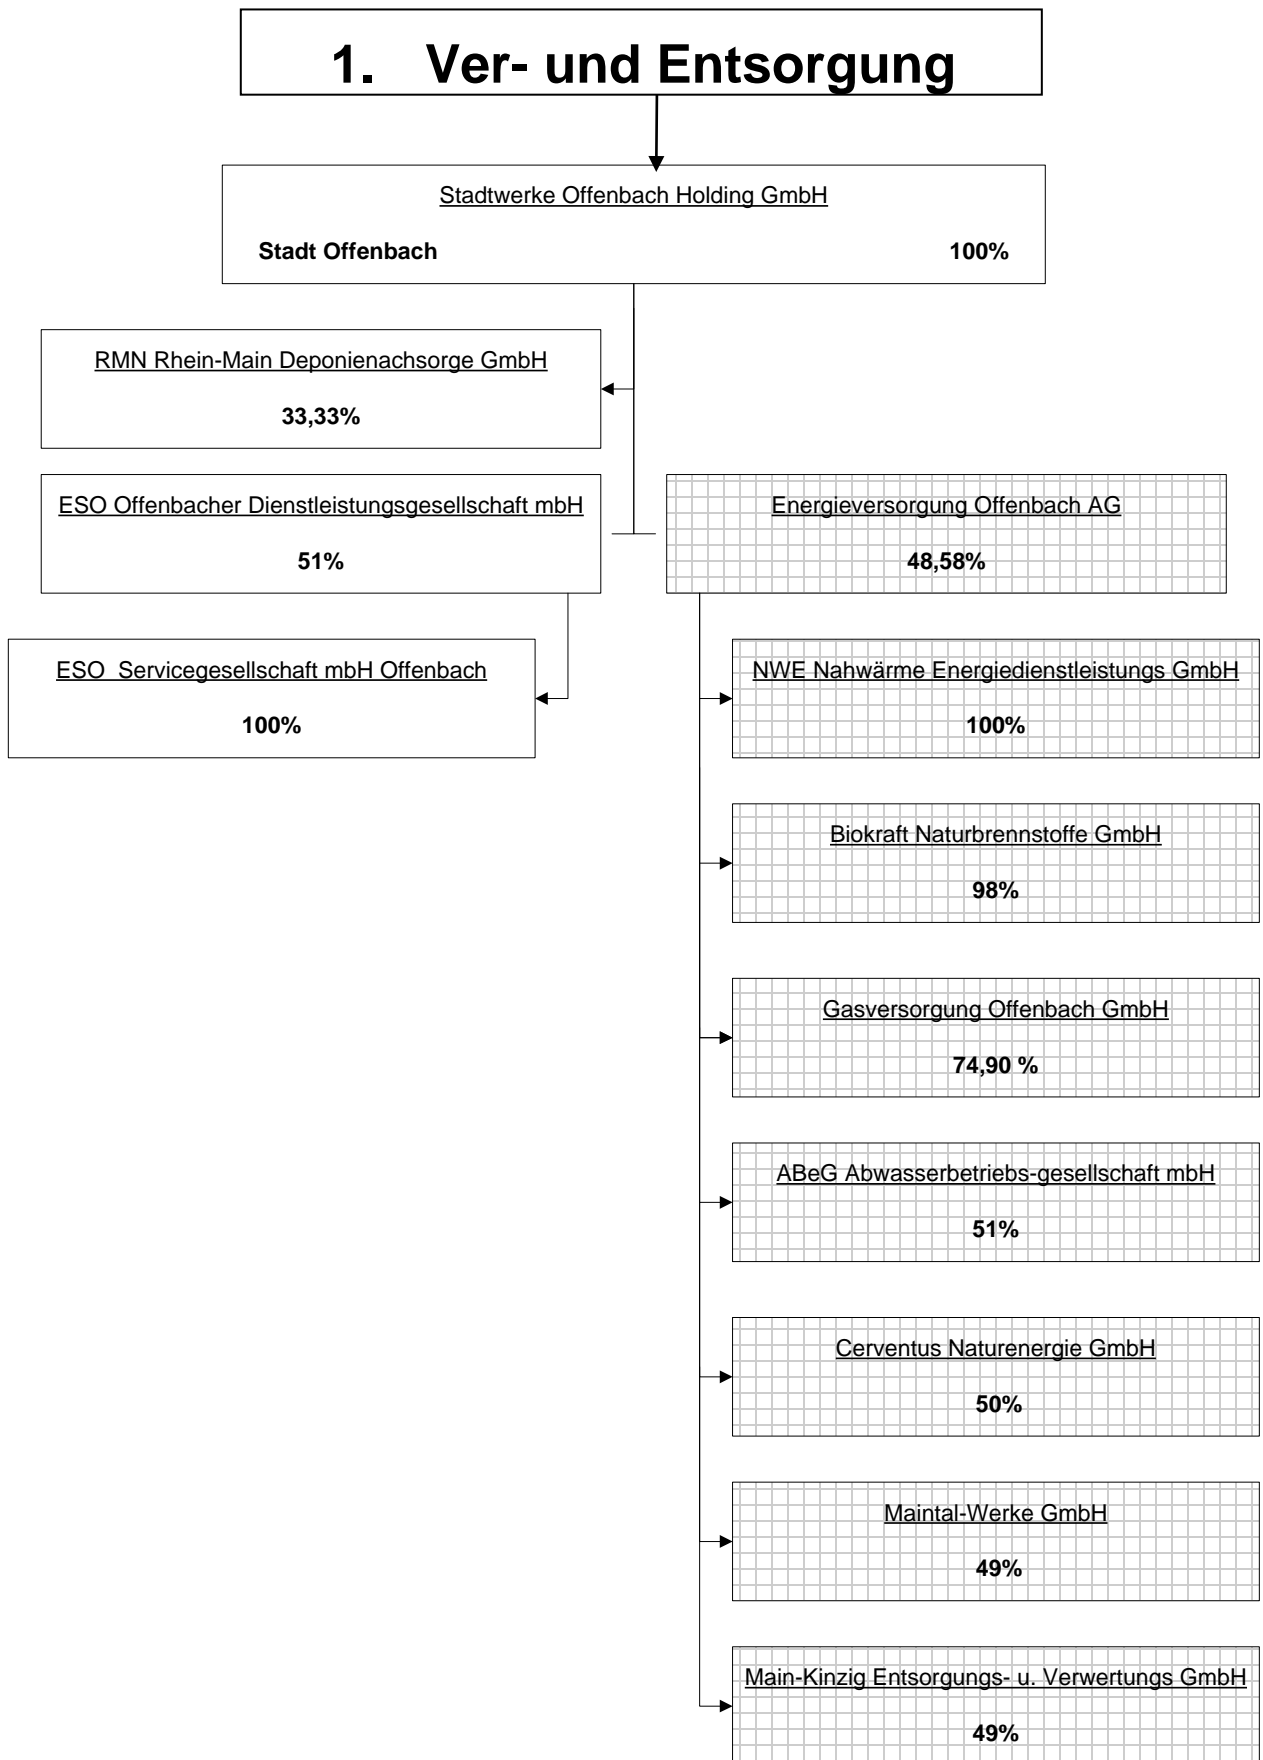 1. Ver- und Entsorgung
Stadtwerke Offenbach Holding GmbH
Stadt Offenbach 100%
RMN Rhein-Main Deponienachsorge GmbH
33,33%
ESO Offenbacher Dienstleistungsgesellschaft mbH
51%
Energieversorgung Offenbach AG
48,58%
ESO Servicegesellschaft mbH Offenbach
100%
NWE Nahwärme Energiedienstleistungs GmbH
100%
Biokraft Naturbrennstoffe GmbH
98%
Gasversorgung Offenbach GmbH
74,90 %
ABeG Abwasserbetriebs-gesellschaft mbH
51%
Cerventus Naturenergie GmbH
50%
Maintal-Werke GmbH
49%
Main-Kinzig Entsorgungs- u. Verwertungs GmbH
49%